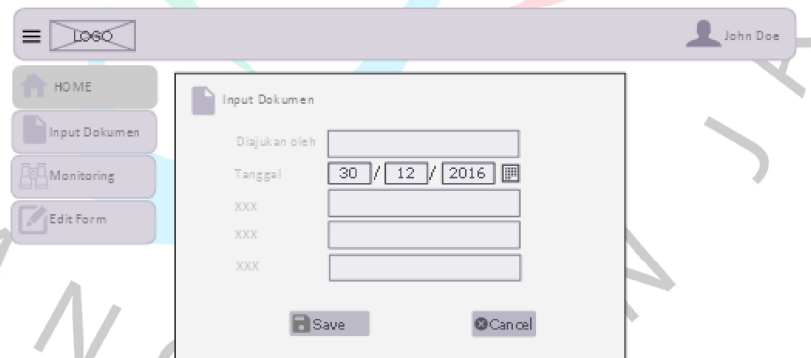 LOGO
John Doe
HOME
Input Dokumen
Monitoring
Edit Form
Input Dokumen
Diajukan oleh
Tanggal 30 / 12 / 2016
XXX
XXX
XXX
Save Cancel